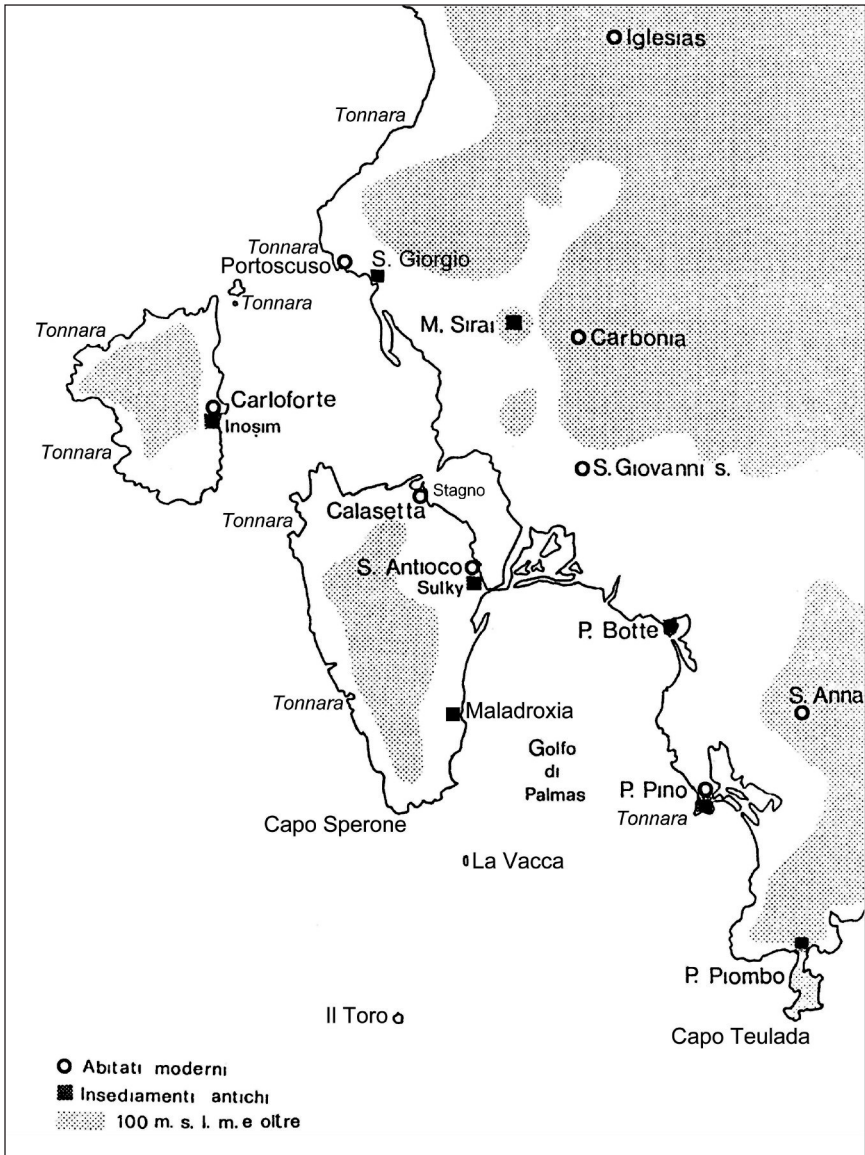 Iglesias
Tonnara
Tonnara
Portoscuso
S. Giorgio
Tonnara
Tonnara
M. Sirai
Carbonia
Carloforte
Inoṣim
Tonnara
S. Giovanni s.
Stagno
Calasetta
Tonnara
S. Antioco
Sulky
P. Botte
S. Anna
Tonnara
Maladroxia
Golfo
di
Palmas
P. Pino
Tonnara
Capo Sperone
La Vacca
P. Piombo
Il Toro
Capo Teulada
Abitati moderni
Insediamenti antichi
100 m. s. l. m. e oltre